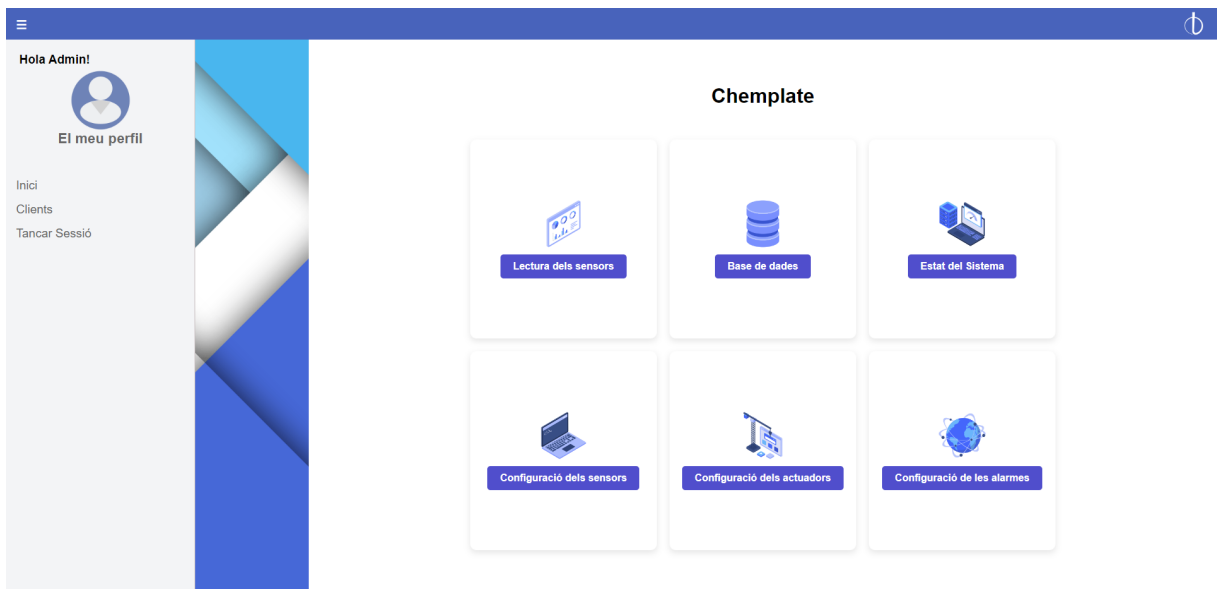 Hola Admin!
El meu perfil
Inici
Clients
Tancar Sessió
Chemplate
Lectura dels sensors
Base de dades
Estat del Sistema
Configuració dels sensors
Configuració dels actuadors
Configuració de les alarmes